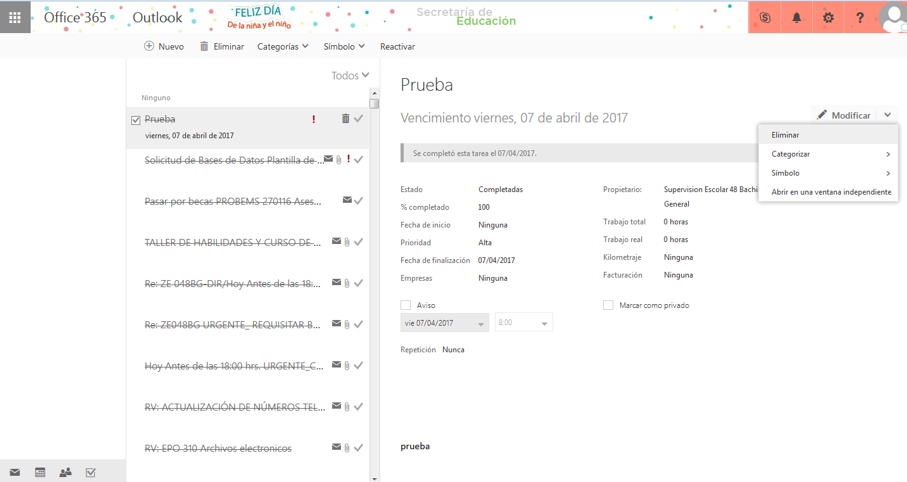 Office 365
Outlook
FELIZ DÍA
De la niña y el niño
Secretaría de
Educación
Nuevo
Eliminar
Categorías
Símbolo
Reactivar
Todos
Ninguno
Prueba
viernes, 07 de abril de 2017
Solicitud de Bases de Datos Plantilla de...
Pasar por becas PROBEMS 270116 Ases...
TALLER DE HABILIDADES Y CURSO DE ...
Re: ZE 048BG-DIR/Hoy Antes de las 18:...
Re: ZE048BG URGENTE_ REQUISITAR B...
Hoy Antes de las 18:00 hrs. URGENTE_C...
RV: ACTUALIZACIÓN DE NÚMEROS TEL...
RV: EPO 310 Archivos electronicos
Prueba
Vencimiento viernes, 07 de abril de 2017
Modificar
Eliminar
Categorizar
Símbolo
Abrir en una ventana independiente
Se completó esta tarea el 07/04/2017.
Estado Completadas
% completado 100
Fecha de inicio Ninguna
Prioridad Alta
Fecha de finalización 07/04/2017
Empresas Ninguna
Propietario: Supervision Escolar 48 Bachi
General
Trabajo total 0 horas
Trabajo real 0 horas
Kilometraje Ninguna
Facturación Ninguna
Aviso
vie 07/04/2017
8:00
Marcar como privado
Repetición Nunca
prueba